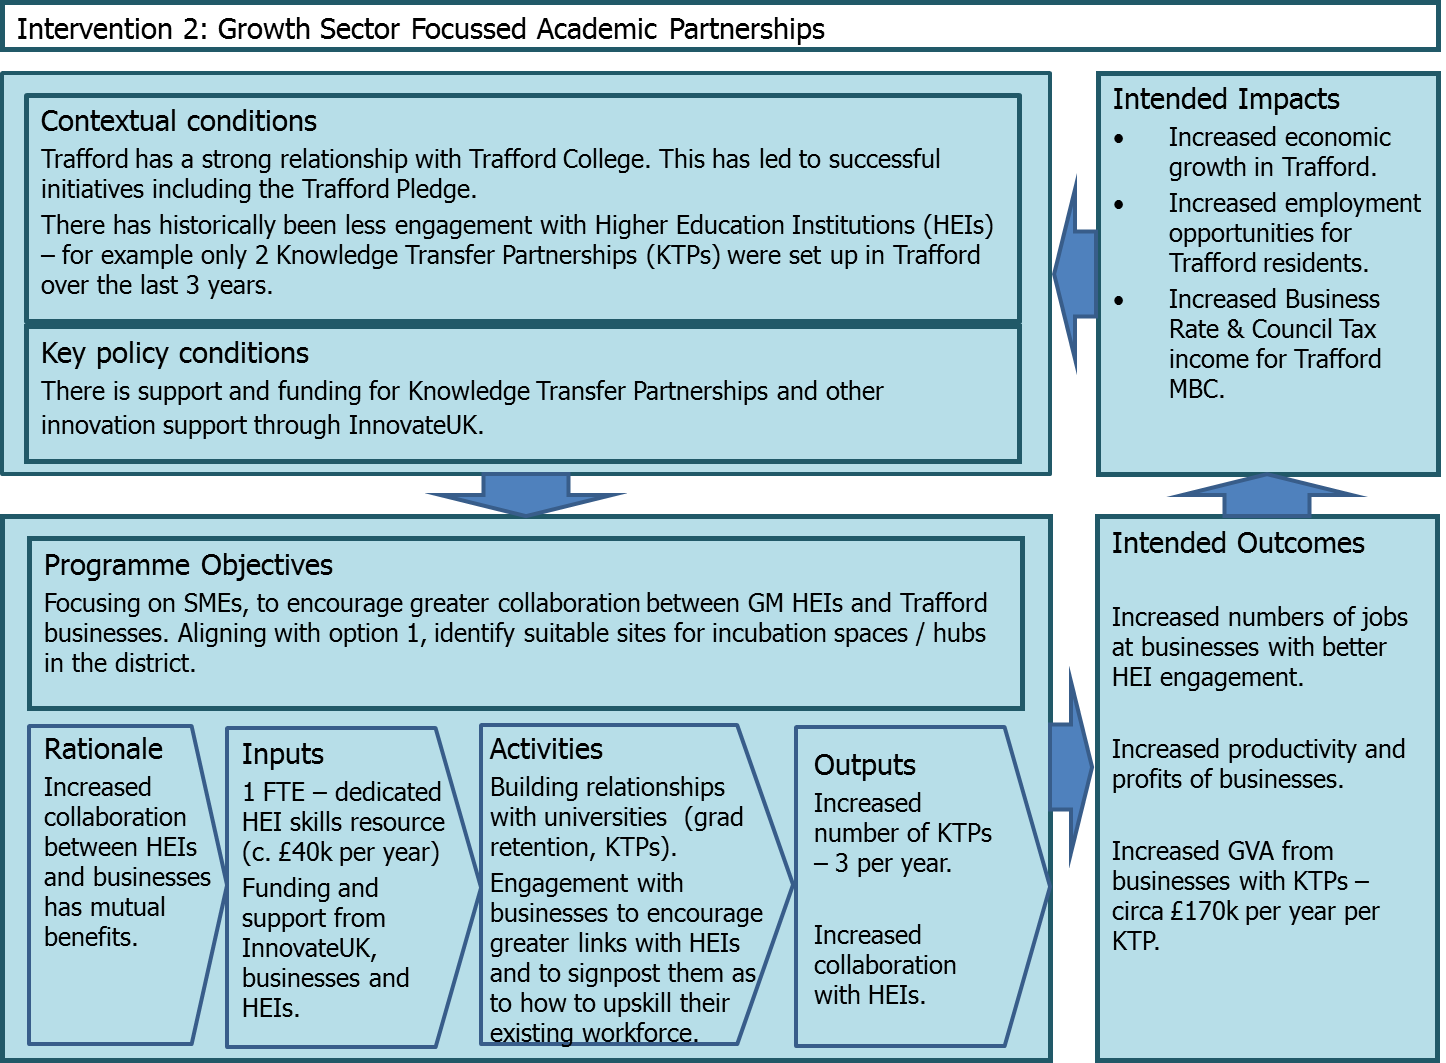 Intervention 2: Growth Sector Focussed Academic Partnerships
Contextual conditions
Trafford has a strong relationship with Trafford College. This has led to successful
initiatives including the Trafford Pledge.
There has historically been less engagement with Higher Education Institutions (HEIs)
– for example only 2 Knowledge Transfer Partnerships (KTPs) were set up in Trafford
over the last 3 years.
Key policy conditions
There is support and funding for Knowledge Transfer Partnerships and other
innovation support through InnovateUK.
Programme Objectives
Focusing on SMEs, to encourage greater collaboration between GM HEIs and Trafford
businesses. Aligning with option 1, identify suitable sites for incubation spaces / hubs
in the district.
Rationale
Increased
collaboration
between HEIs
and businesses
has mutual
benefits.
Inputs
1 FTE – dedicated
HEI skills resource
(c. £40k per year)
Funding and
support from
InnovateUK,
businesses and
HEIs.
Activities
Building relationships
with universities (grad
retention, KTPs).
Engagement with
businesses to encourage
greater links with HEIs
and to signpost them as
to how to upskill their
existing workforce.
Outputs
Increased
number of KTPs
– 3 per year.
Increased
collaboration
with HEIs.
Intended Outcomes
Increased numbers of jobs
at businesses with better
HEI engagement.
Increased productivity and
profits of businesses.
Increased GVA from
businesses with KTPs –
circa £170k per year per
KTP.
Intended Impacts
• Increased economic
growth in Trafford.
• Increased employment
opportunities for
Trafford residents.
• Increased Business
Rate & Council Tax
income for Trafford
MBC.